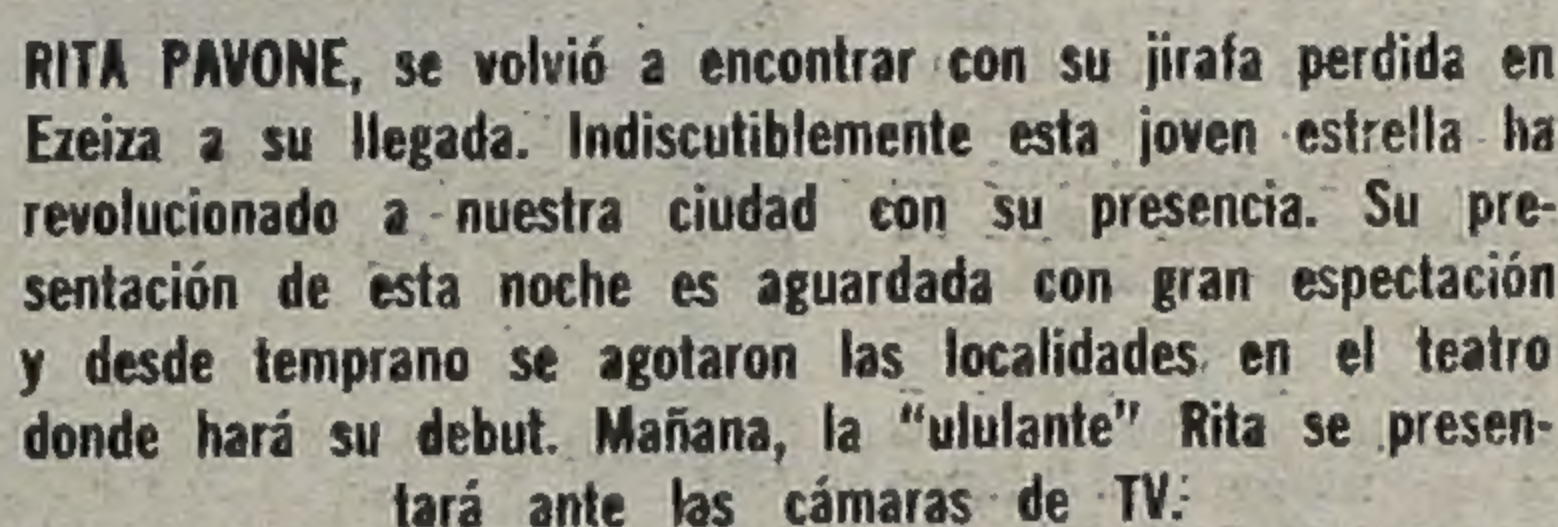 RITA PAVONE, se volvió a encontrar con su jirafa perdida en
Ezeiza a su llegada. Indiscutiblemente esta joven estrella ha
revolucionado a nuestra ciudad con su presencia. Su pre-
sentación de esta noche es aguardada con gran espectación
y desde temprano se agotaron las localidades en el teatro
donde hará su debut. Mañana, la "ululante" Rita se presen-
tará ante las cámaras de TV.